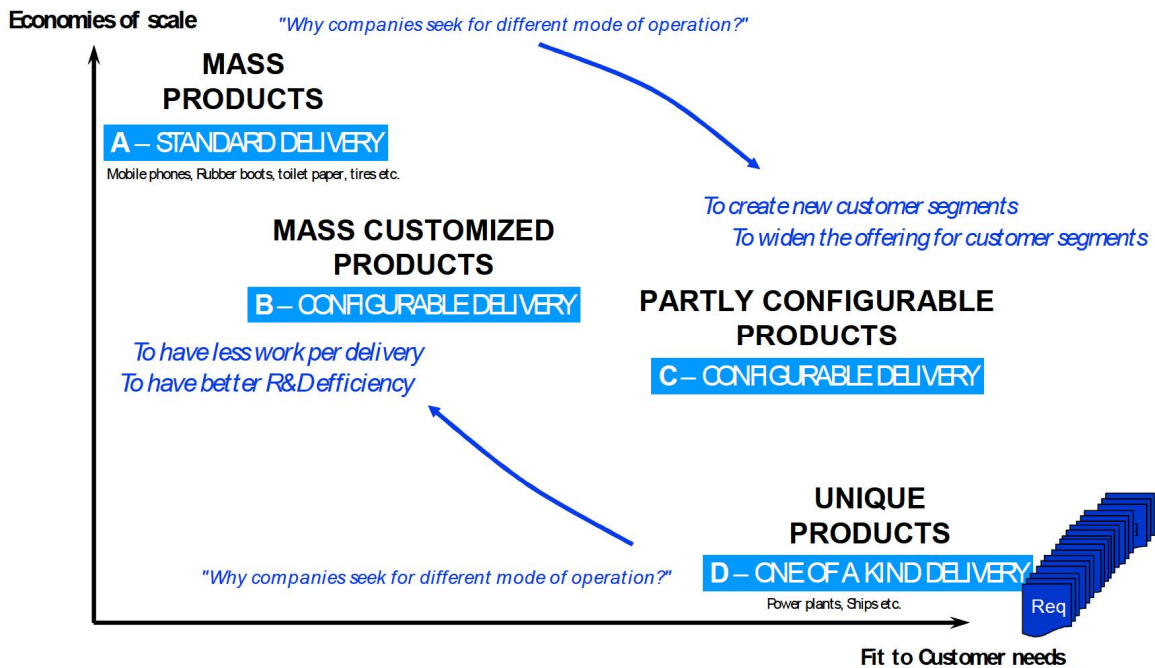 Economies of scale
"Why companies seek for different mode of operation?"
MASS
PRODUCTS
A – STANDARD DELIVERY
Mobile phones, Rubber boots, toilet paper, tires etc.
To create new customer segments
To widen the offering for customer segments
MASS CUSTOMIZED
PRODUCTS
B – CONFIGURABLE DELIVERY
PARTLY CONFIGURABLE
PRODUCTS
C – CONFIGURABLE DELIVERY
To have less work per delivery
To have better R&D efficiency
UNIQUE
PRODUCTS
D – ONE OF A KIND DELIVERY
Power plants, Ships etc.
"Why companies seek for different mode of operation?"
Req
Fit to Customer needs